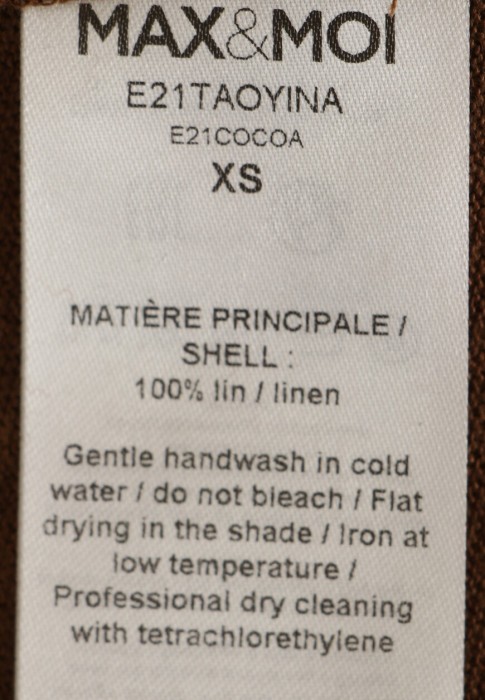 MAX&MOI
E21TAOYINA
E21COCOA
XS
MATIÈRE PRINCIPALE /
SHELL :
100% lin / linen
Gentle handwash in cold
water / do not bleach / Flat
drying in the shade / Iron at
low temperature /
Professional dry cleaning
with tetrachlorethylene